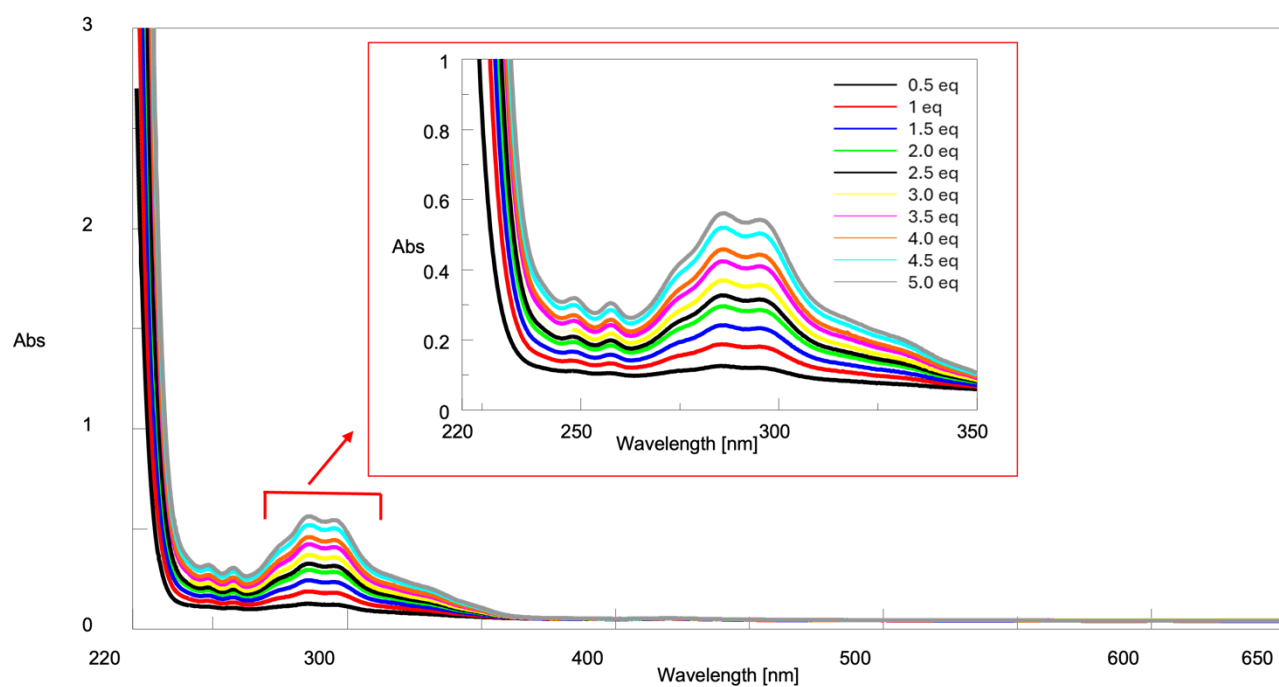 3
2
1
0
Abs
220
300
400
500
600
650
Wavelength [nm]
1
0.8
0.6
0.4
0.2
0
Abs
220
250
300
350
Wavelength [nm]
0.5 eq
1 eq
1.5 eq
2.0 eq
2.5 eq
3.0 eq
3.5 eq
4.0 eq
4.5 eq
5.0 eq